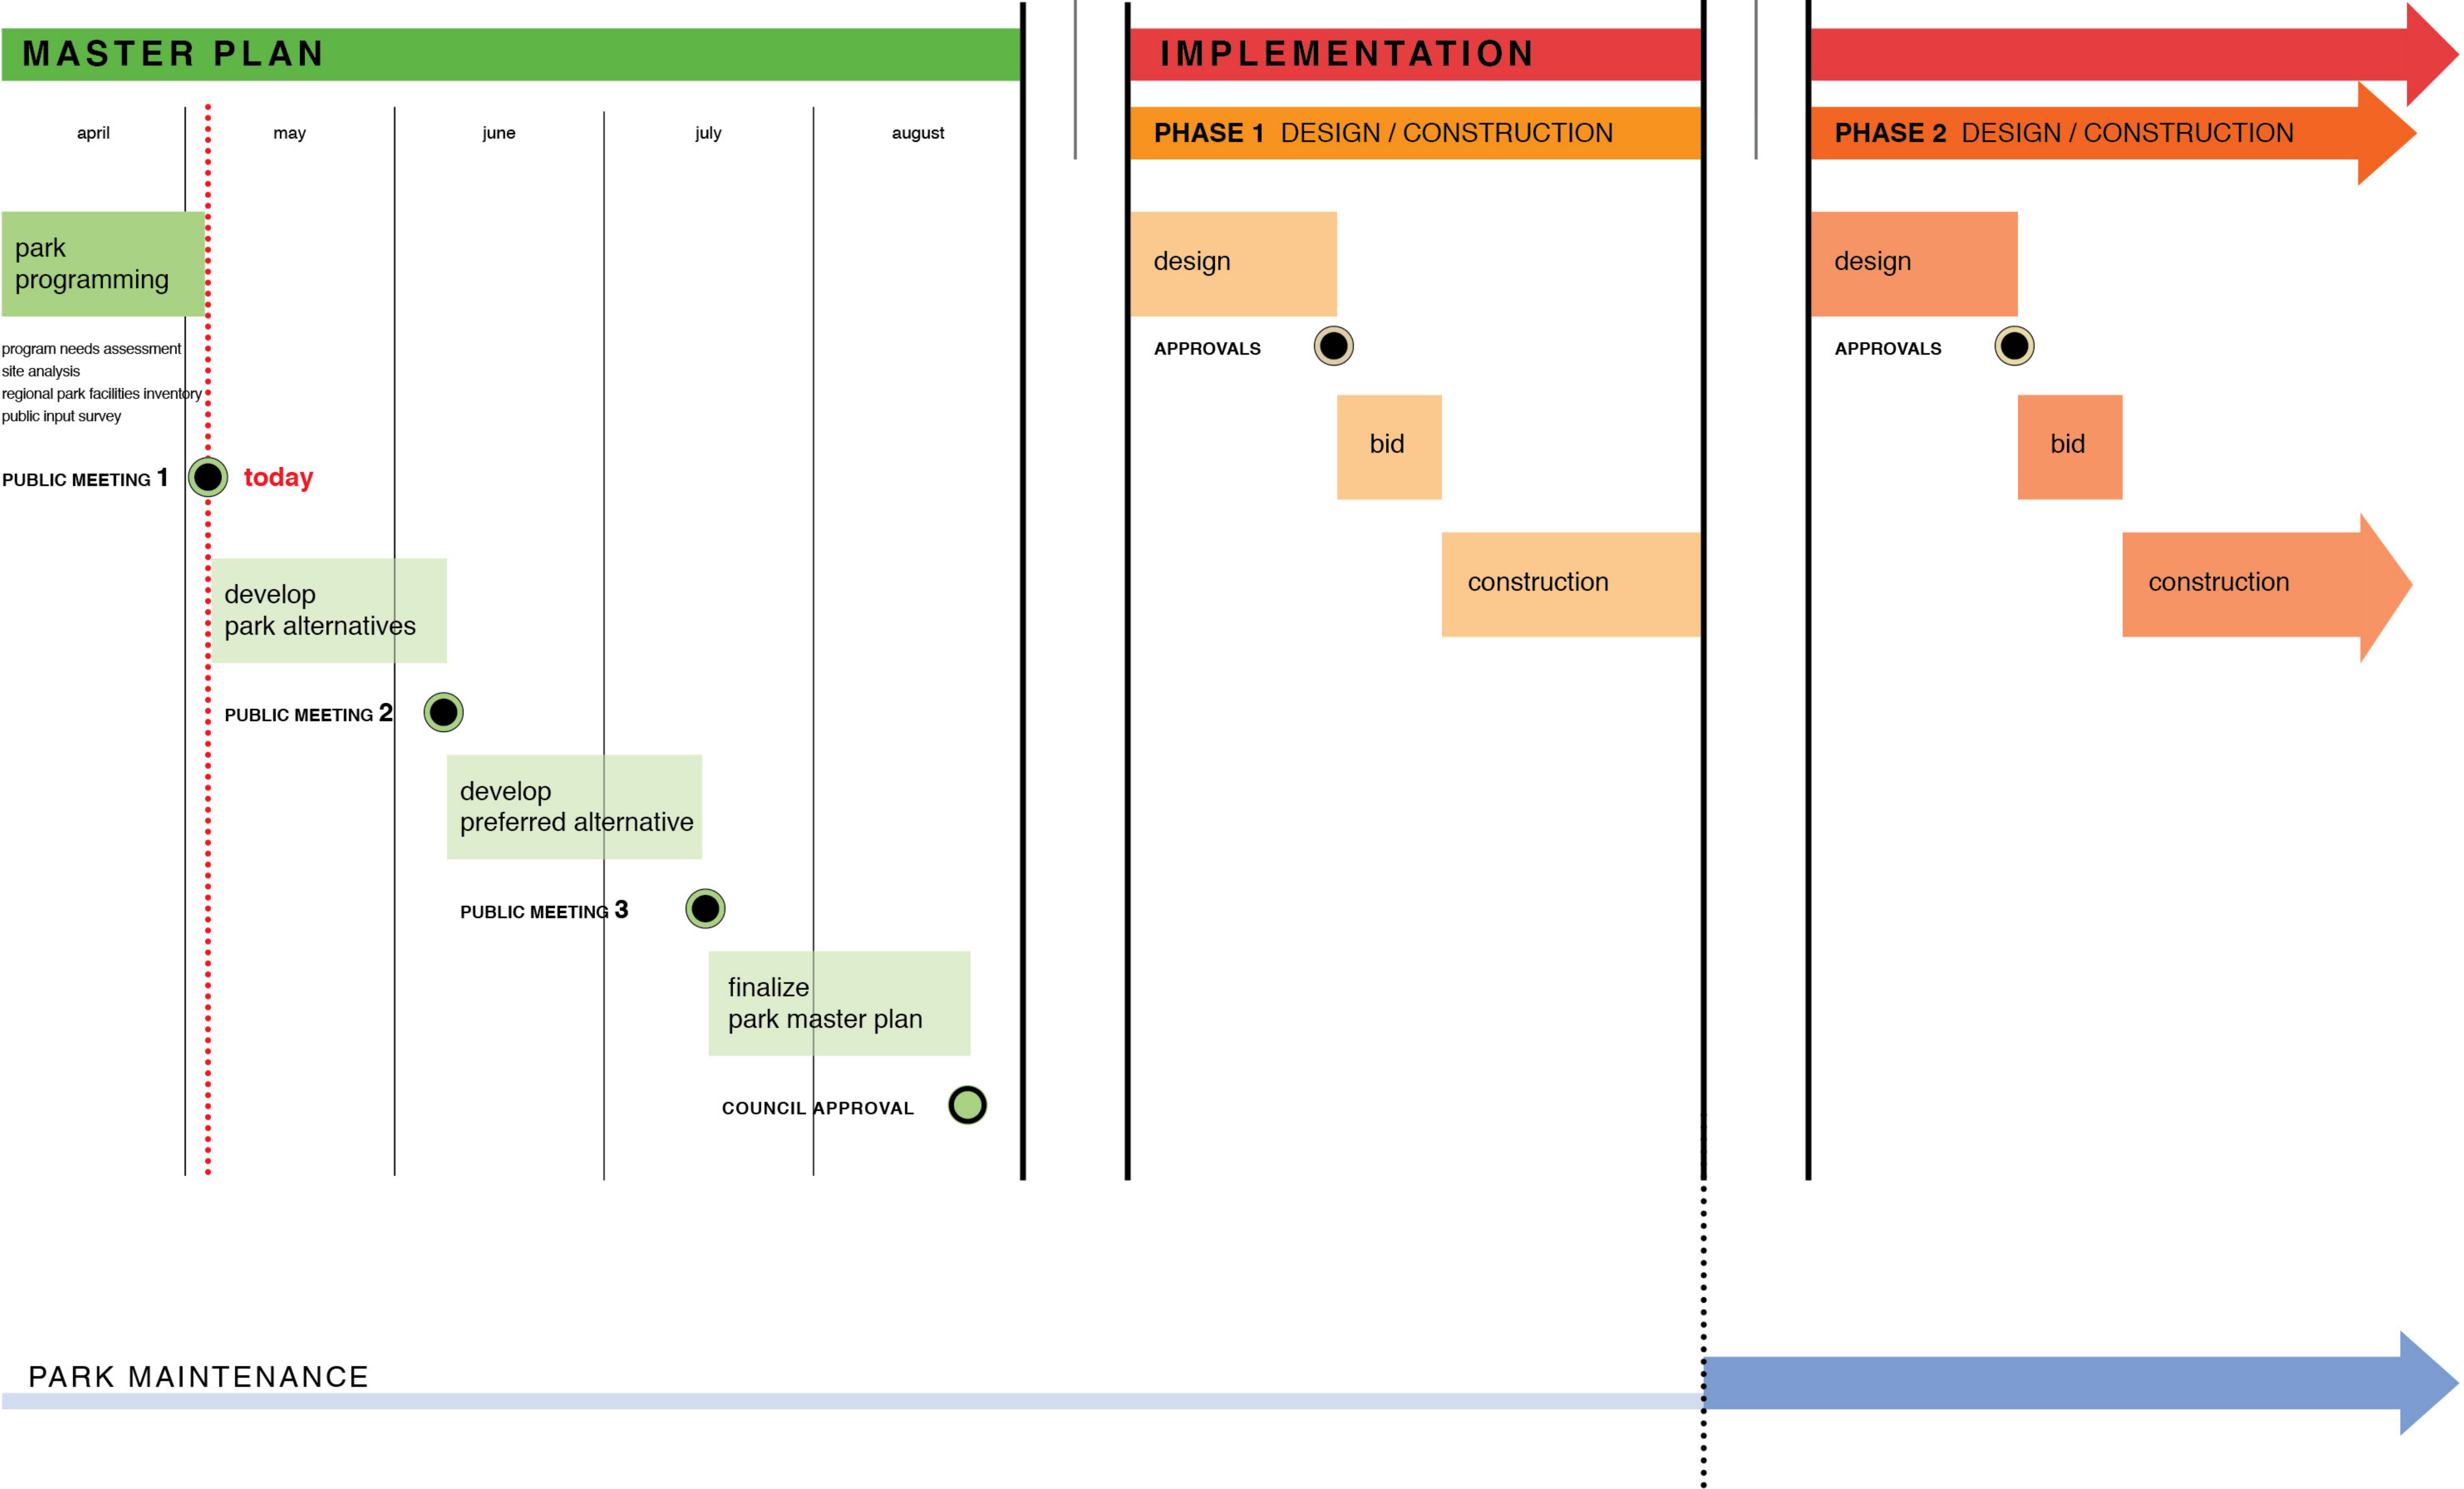 MASTER PLAN
IMPLEMENTATION
april
may
june
july
august
PHASE 1 DESIGN / CONSTRUCTION
PHASE 2 DESIGN / CONSTRUCTION
park
programming
program needs assessment
site analysis
regional park facilities inventory
public input survey
PUBLIC MEETING 1
today
develop
park alternatives
PUBLIC MEETING 2
develop
preferred alternative
PUBLIC MEETING 3
finalize
park master plan
COUNCIL APPROVAL
design
APPROVALS
bid
construction
design
APPROVALS
bid
construction
PARK MAINTENANCE